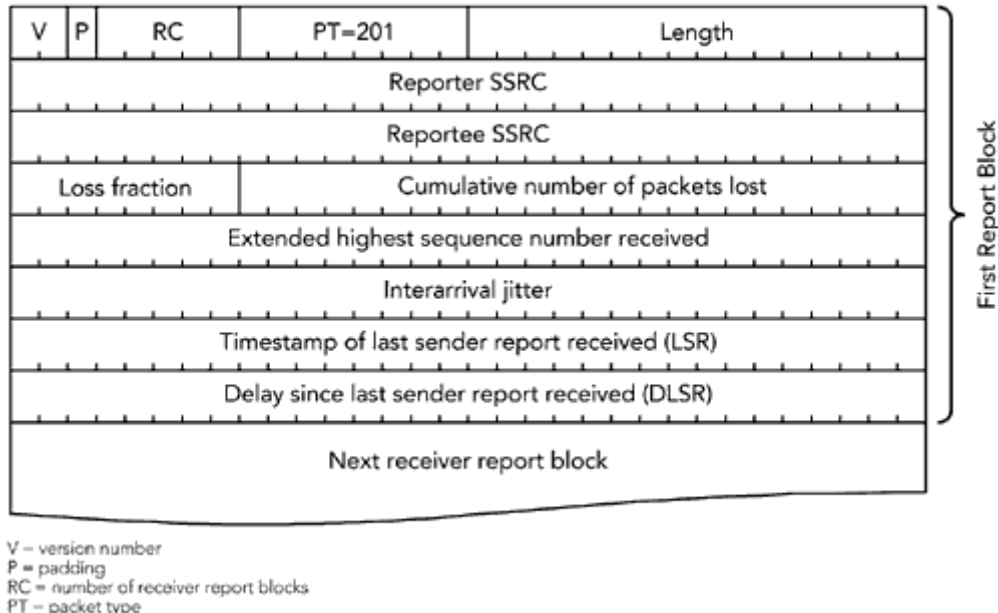 V P RC PT=201 Length
Reporter SSRC
Reportee SSRC
Loss fraction Cumulative number of packets lost
Extended highest sequence number received
Interarrival jitter
Timestamp of last sender report received (LSR)
Delay since last sender report received (DLSR)
Next receiver report block
First Report Block
V – version number
P = padding
RC = number of receiver report blocks
PT – packet type